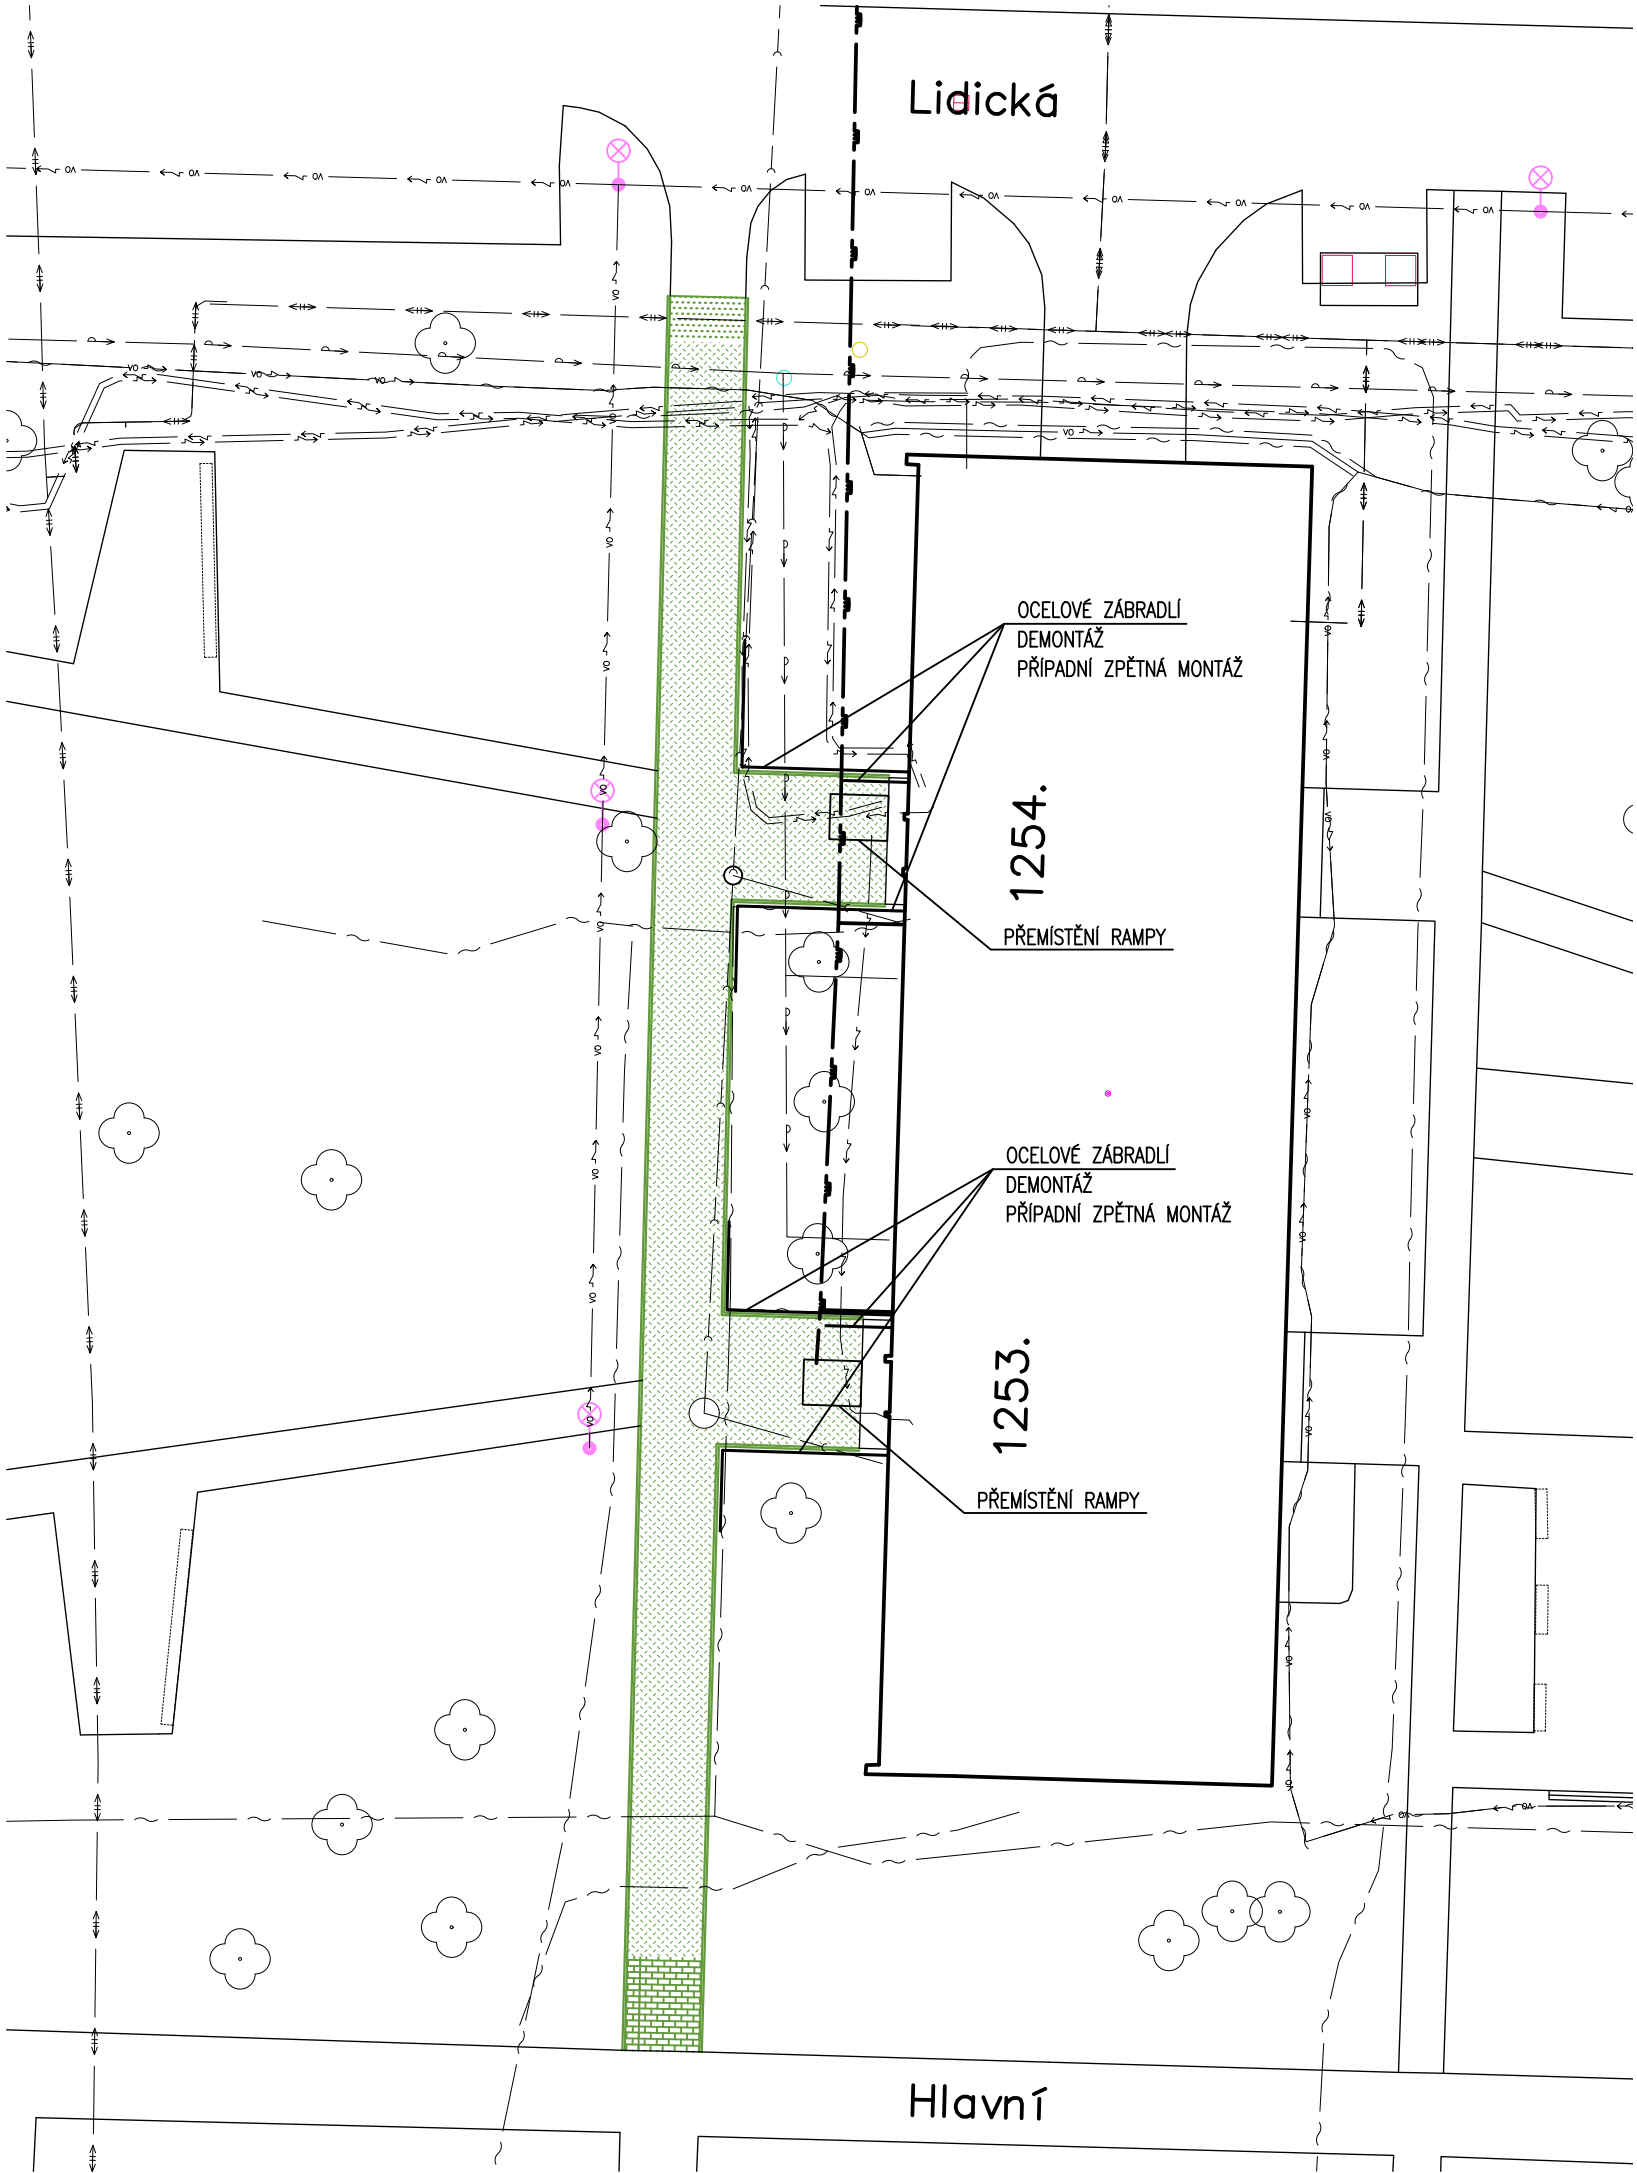 Lidická
OCELOVÉ ZÁBRADLÍ
DEMONTÁŽ
PŘÍPADNÍ ZPĚTNÁ MONTÁŽ
1254.
PŘEMÍSTĚNÍ RAMPY
OCELOVÉ ZÁBRADLÍ
DEMONTÁŽ
PŘÍPADNÍ ZPĚTNÁ MONTÁŽ
1253.
PŘEMÍSTĚNÍ RAMPY
Hlavní